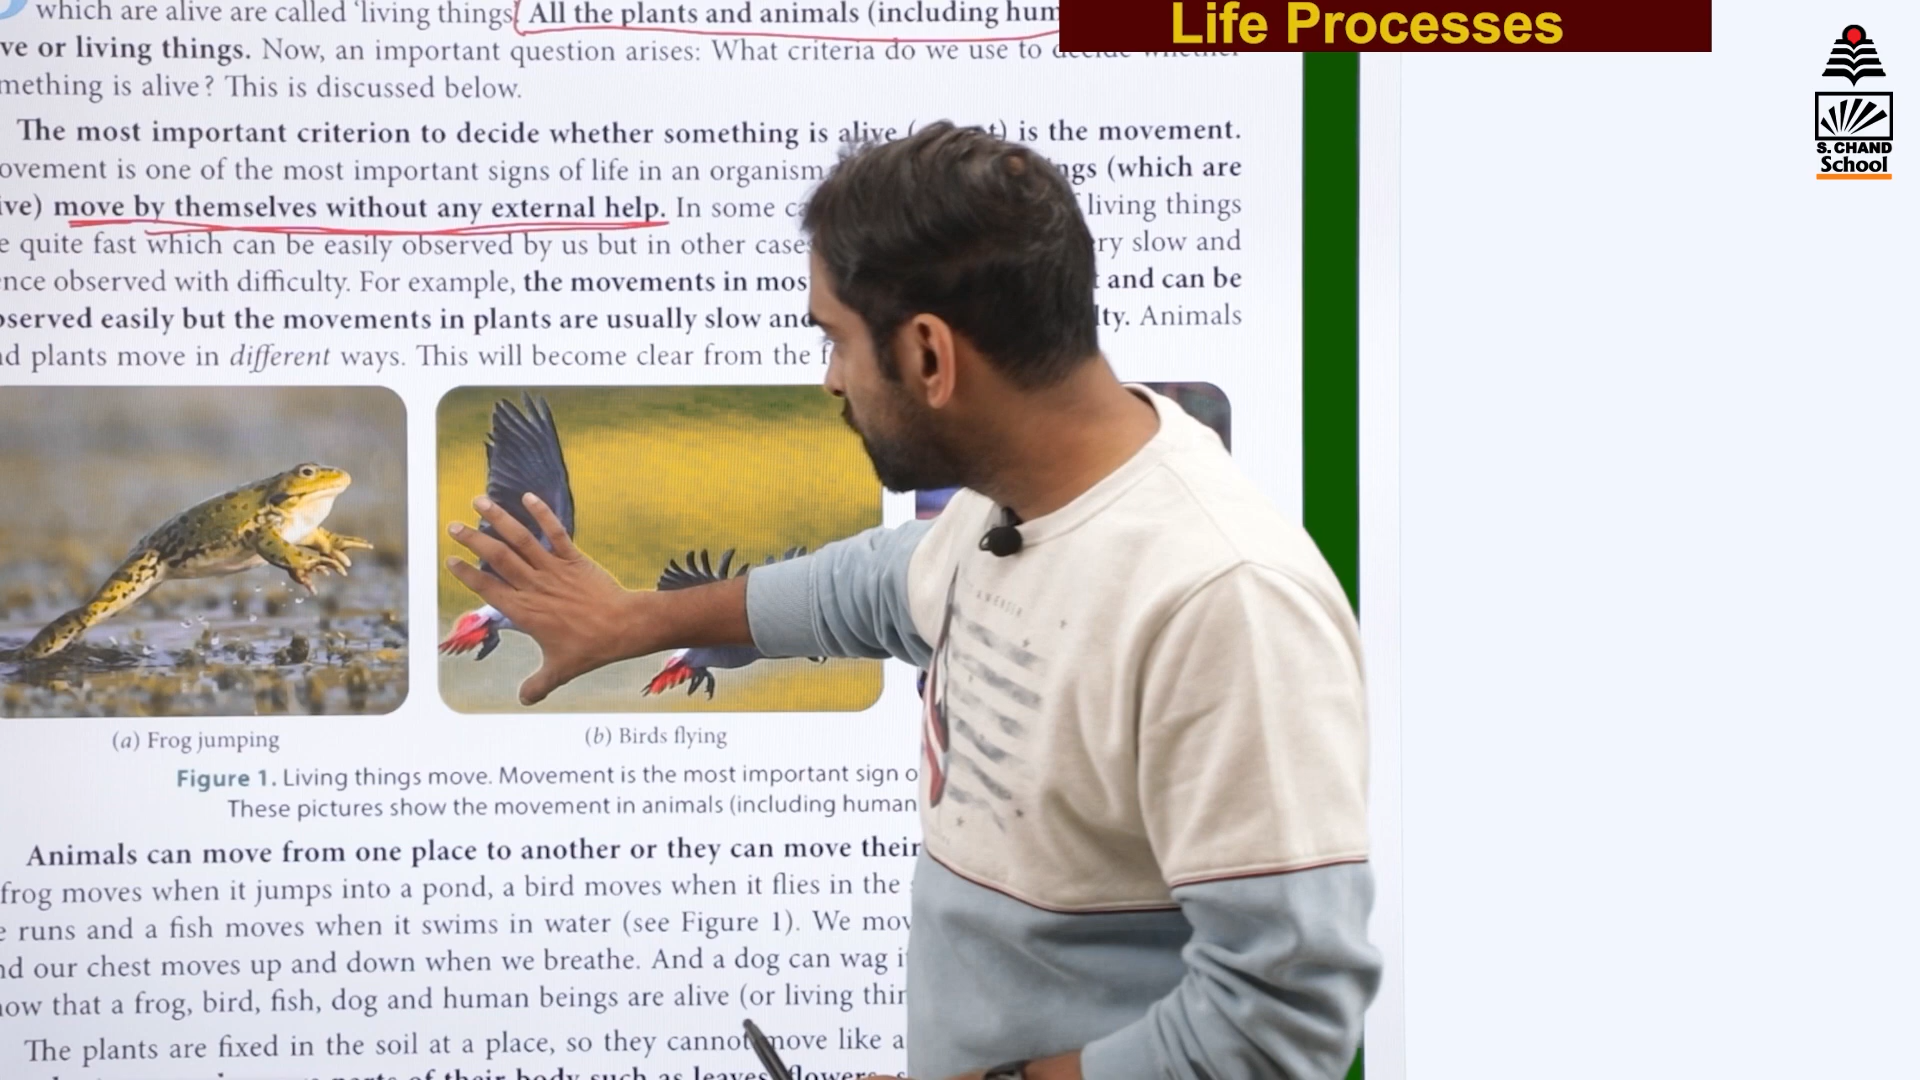 Life Processes
S. CHAND
School
which are alive are called 'living things'. All the plants and animals (including
ve or living things. Now, an important question arises: What criteria do we use to
mething is alive? This is discussed below.
The most important criterion to decide whether something is alive ( is the movement.
ovement is one of the most important signs of life in an organism (which are
ive) move by themselves without any external help. In some living things
e quite fast which can be easily observed by us but in other cases slow and
nce observed with difficulty. For example, the movements in and can be
bserved easily but the movements in plants are usually slow and Animals
nd plants move in different ways. This will become clear from the
(a) Frog jumping
(b) Birds flying
Figure 1. Living things move. Movement is the most important sign
These pictures show the movement in animals (including human
Animals can move from one place to another or they can move their
frog moves when it jumps into a pond, a bird moves when it flies in the
e runs and a fish moves when it swims in water (see Figure 1). We
nd our chest moves up and down when we breathe. And a dog can wag
now that a frog, bird, fish, dog and human beings are alive (or living
The plants are fixed in the soil at a place, so they cannot move like a
of their body such as leaves, flowers,